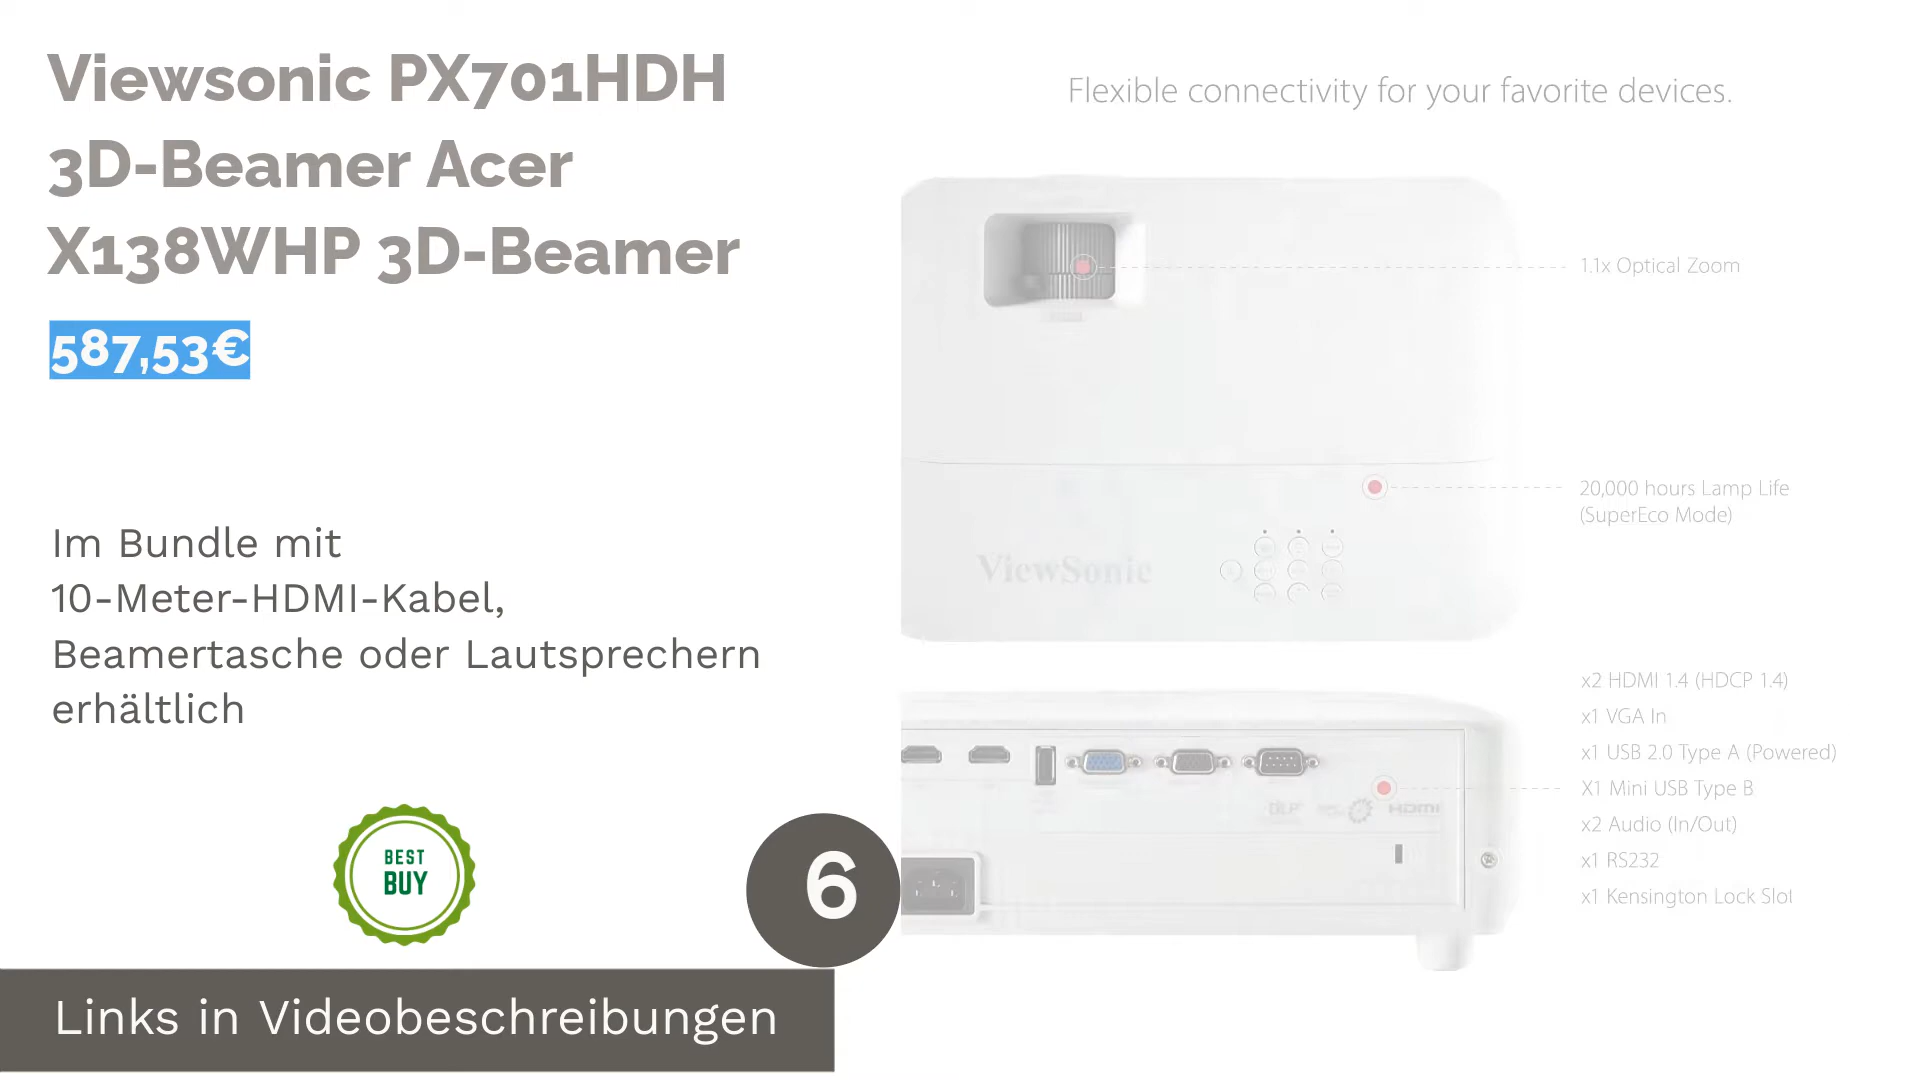 Viewsonic PX701HDH
3D-Beamer Acer
X138WHP 3D-Beamer
587,53€
Im Bundle mit
10-Meter-HDMI-Kabel,
Beamertasche oder Lautsprechern
erhältlich
BEST
BUY
6
Links in Videobeschreibungen
Flexible connectivity for your favorite devices.
1.1x Optical Zoom
20,000 hours Lamp Life
(SuperEco Mode)
ViewSonic
x2 HDMI 1.4 (HDCP 1.4)
x1 VGA In
x1 USB 2.0 Type A (Powered)
X1 Mini USB Type B
x2 Audio (In/Out)
x1 RS232
x1 Kensington Lock Slot
DLP
HDMI